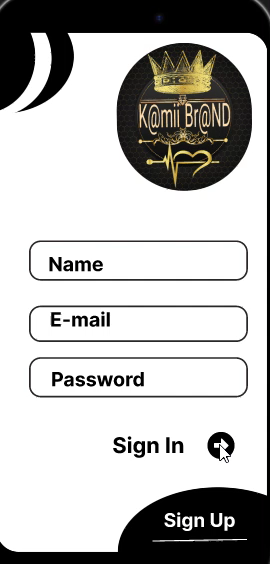 K@mii Br@ND
Name
E-mail
Password
Sign In
Sign Up